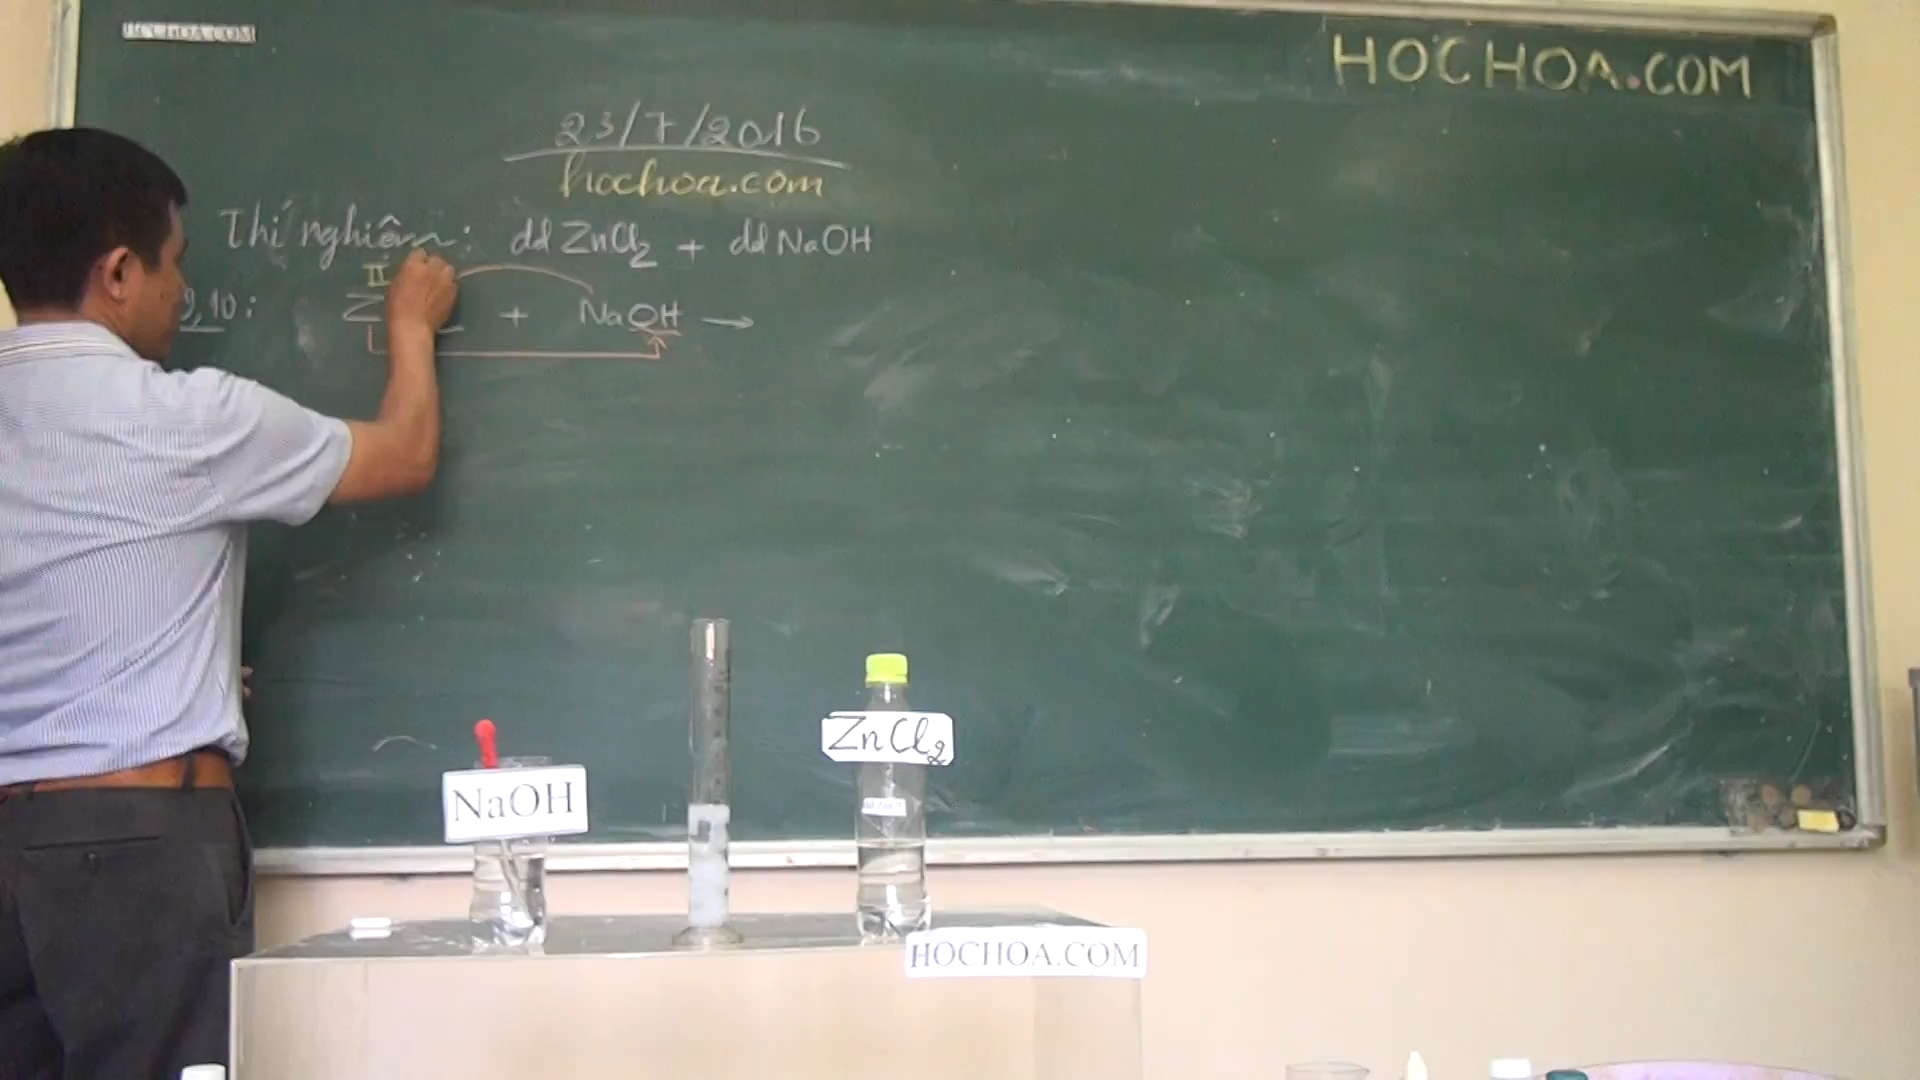 HOCHOA.COM
HOCHOA.COM
23/7/2016
hochoa.com
Thí nghiệm: dd ZnCl2 + dd NaOH
9,10: II + NaOH →
ZnCl2
NaOH
HOCHOA.COM